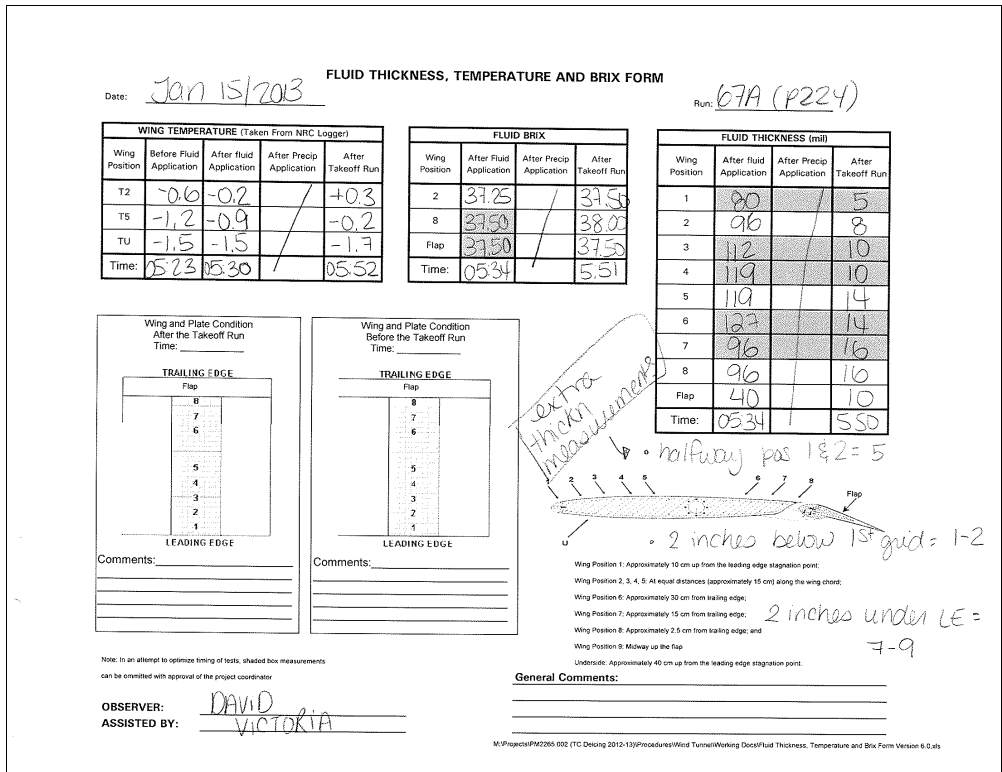 FLUID THICKNESS, TEMPERATURE AND BRIX FORM
Date: Jan 15/2013
Run: 67A (P224)
WING TEMPERATURE (Taken From NRC Logger)
Wing Position Before Fluid Application After fluid Application After Precip Application After Takeoff Run
T2 -0.6 -0.2 / +0.3
T5 -1.2 -0.9 -0.2
TU -1.5 -1.5 -1.7
Time: 05:23 05:30 05:52
FLUID BRIX
Wing Position After Fluid Application After Precip Application After Takeoff Run
2 37.25 / 37.50
8 37.50 38.00
Flap 37.50 37.50
Time: 05:34 5:51
FLUID THICKNESS (mil)
Wing Position After fluid Application After Precip Application After Takeoff Run
1 80 / 5
2 96 8
3 112 10
4 119 10
5 119 14
6 127 14
7 96 16
8 96 16
Flap 40 10
Time: 05:34 550
Wing and Plate Condition
After the Takeoff Run
Time:
TRAILING EDGE
Flap
8
7
6
5
4
3
2
1
LEADING EDGE
Comments:
Wing and Plate Condition
Before the Takeoff Run
Time:
TRAILING EDGE
Flap
8
7
6
5
4
3
2
1
LEADING EDGE
Comments:
extra
thickn
measurements
• halfway pos 1 & 2 = 5
1 2 3 4 5 6 7 8 Flap
U
• 2 inches below 1st grid = 1-2
Wing Position 1: Approximately 10 cm up from the leading edge stagnation point;
Wing Position 2, 3, 4, 5: At equal distances (approximately 15 cm) along the wing chord;
Wing Position 6: Approximately 30 cm from trailing edge;
Wing Position 7: Approximately 15 cm from trailing edge;
Wing Position 8: Approximately 2.5 cm from trailing edge; and
Wing Position 9: Midway up the flap
Underside: Approximately 40 cm up from the leading edge stagnation point.
2 inches under LE =
7-9
Note: In an attempt to optimize timing of tests, shaded box measurements
can be ommitted with approval of the project coordinator
General Comments:
OBSERVER: DAVID
ASSISTED BY: VICTORIA
M:\Projects\PM2265.002 (TC Deicing 2012-13)\Procedures\Wind Tunnel\Working Docs\Fluid Thickness, Temperature and Brix Form Version 6.0.xls